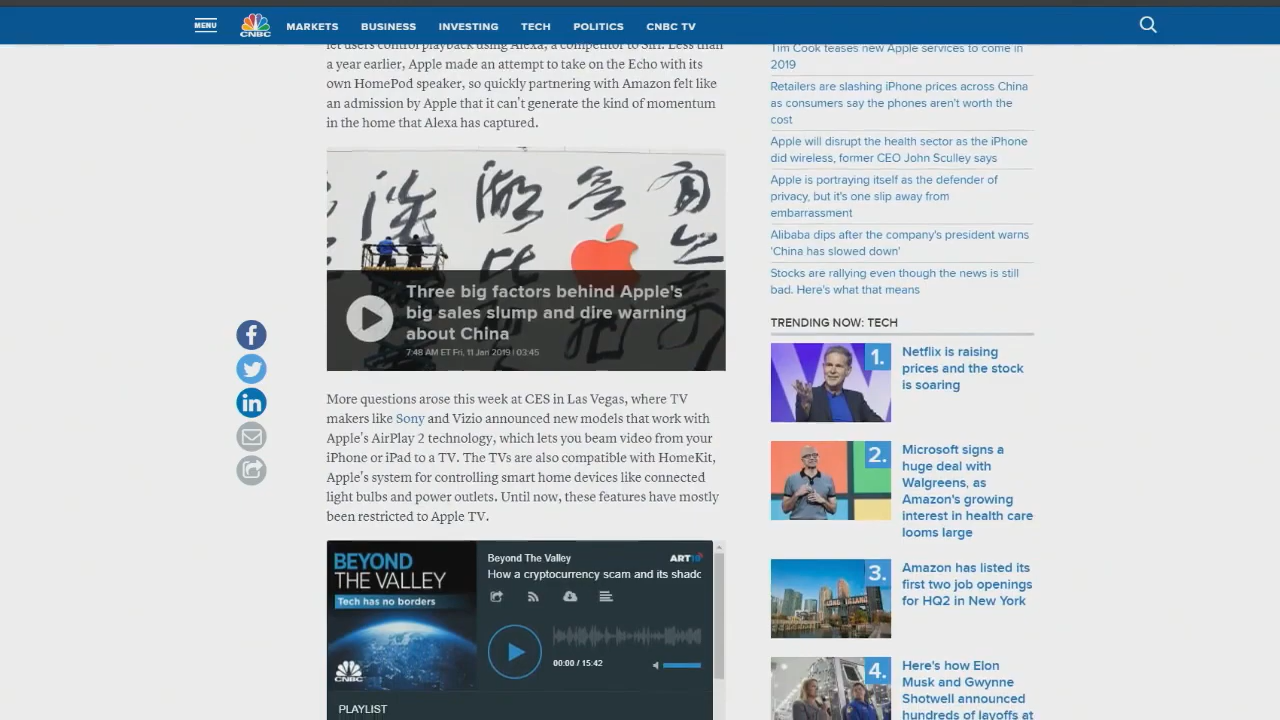 MENU
CNBC
MARKETS
BUSINESS
INVESTING
TECH
POLITICS
CNBC TV
let users control playback using Alexa, a competitor to Siri. Less than
a year earlier, Apple made an attempt to take on the Echo with its
own HomePod speaker, so quickly partnering with Amazon felt like
an admission by Apple that it can't generate the kind of momentum
in the home that Alexa has captured.
Three big factors behind Apple's
big sales slump and dire warning
about China
7:48 AM ET Fri, 11 Jan 2019 | 03:45
More questions arose this week at CES in Las Vegas, where TV
makers like Sony and Vizio announced new models that work with
Apple's AirPlay 2 technology, which lets you beam video from your
iPhone or iPad to a TV. The TVs are also compatible with HomeKit,
Apple's system for controlling smart home devices like connected
light bulbs and power outlets. Until now, these features have mostly
been restricted to Apple TV.
BEYOND
THE VALLEY
Tech has no borders
CNBC
Beyond The Valley
ART19
How a cryptocurrency scam and its shadc
00:00 / 15:42
PLAYLIST
Tim Cook teases new Apple services to come in
2019
Retailers are slashing iPhone prices across China
as consumers say the phones aren't worth the
cost
Apple will disrupt the health sector as the iPhone
did wireless, former CEO John Sculley says
Apple is portraying itself as the defender of
privacy, but it's one slip away from
embarrassment
Alibaba dips after the company's president warns
'China has slowed down'
Stocks are rallying even though the news is still
bad. Here's what that means
TRENDING NOW: TECH
1.
Netflix is raising
prices and the stock
is soaring
2.
Microsoft signs a
huge deal with
Walgreens, as
Amazon's growing
interest in health care
looms large
3.
Amazon has listed its
first two job openings
for HQ2 in New York
4.
Here's how Elon
Musk and Gwynne
Shotwell announced
hundreds of layoffs at